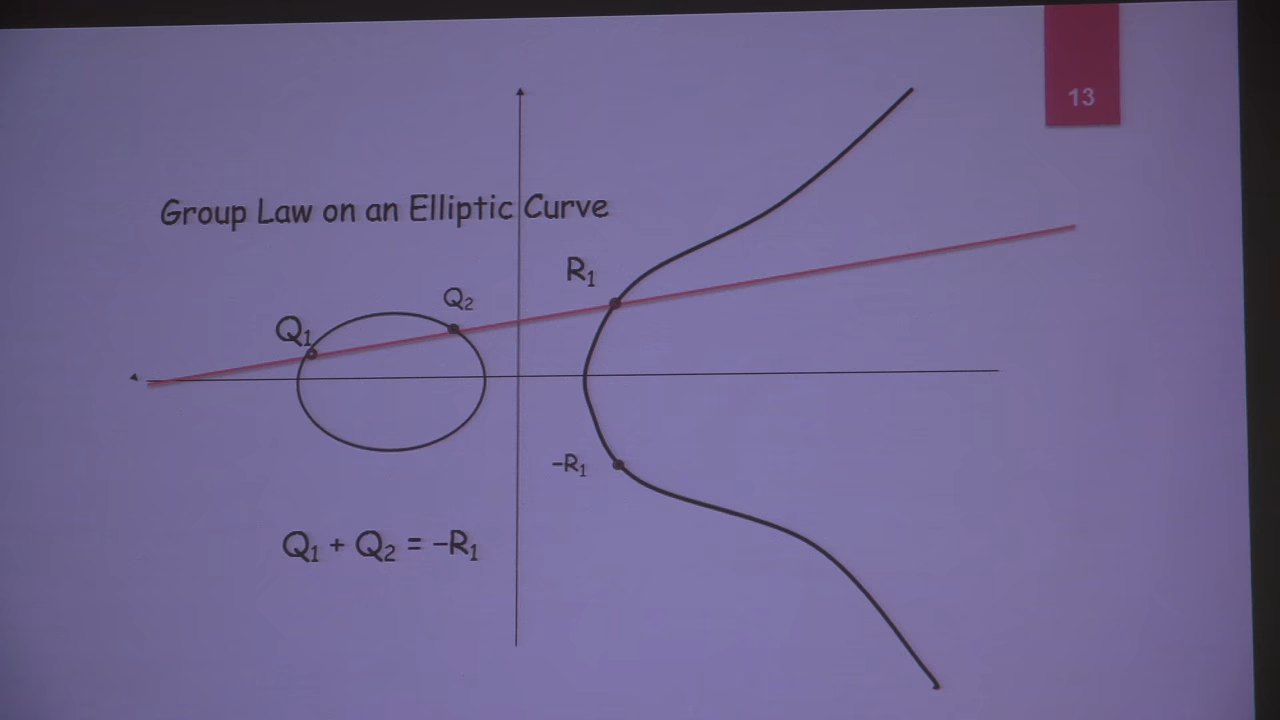 13
Group Law on an Elliptic Curve
R₁
Q₂
Q₁
–R₁
Q₁ + Q₂ = –R₁